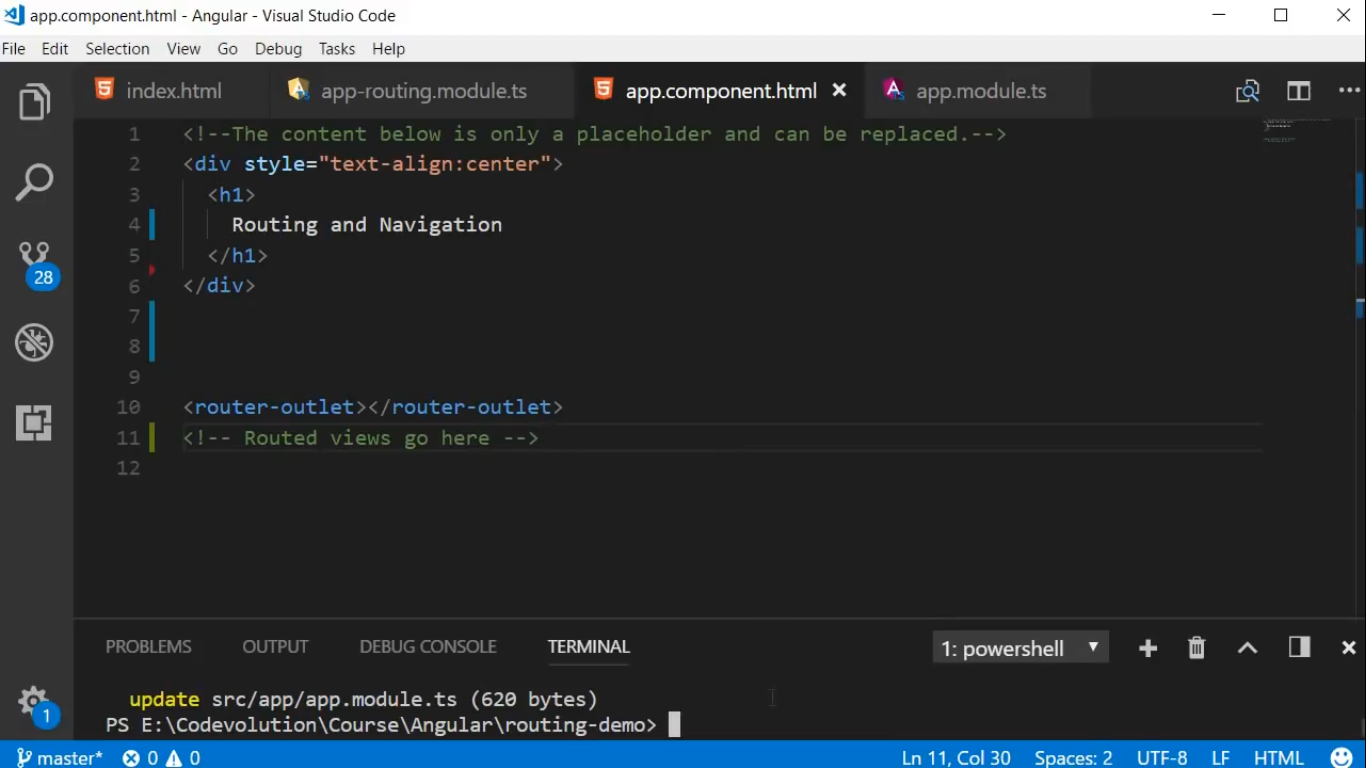 app.component.html - Angular - Visual Studio Code
File Edit Selection View Go Debug Tasks Help
index.html app-routing.module.ts app.component.html app.module.ts
1 <!--The content below is only a placeholder and can be replaced.-->
2 <div style="text-align:center">
3 <h1>
4 Routing and Navigation
5 </h1>
6 </div>
7
8
9
10 <router-outlet></router-outlet>
11 <!-- Routed views go here -->
12
28
1
PROBLEMS OUTPUT DEBUG CONSOLE TERMINAL 1: powershell
update src/app/app.module.ts (620 bytes)
PS E:\Codevolution\Course\Angular\routing-demo>
master* 0 0 Ln 11, Col 30 Spaces: 2 UTF-8 LF HTML